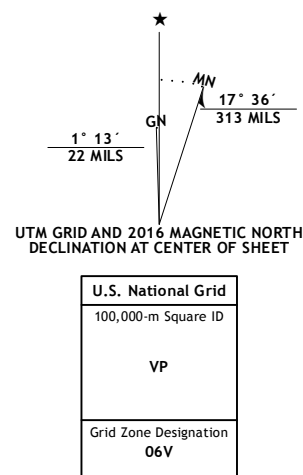 ★
MN
GN
17° 36´
313 MILS
1° 13´
22 MILS
UTM GRID AND 2016 MAGNETIC NORTH
DECLINATION AT CENTER OF SHEET
U.S. National Grid
100,000-m Square ID
VP
Grid Zone Designation
06V